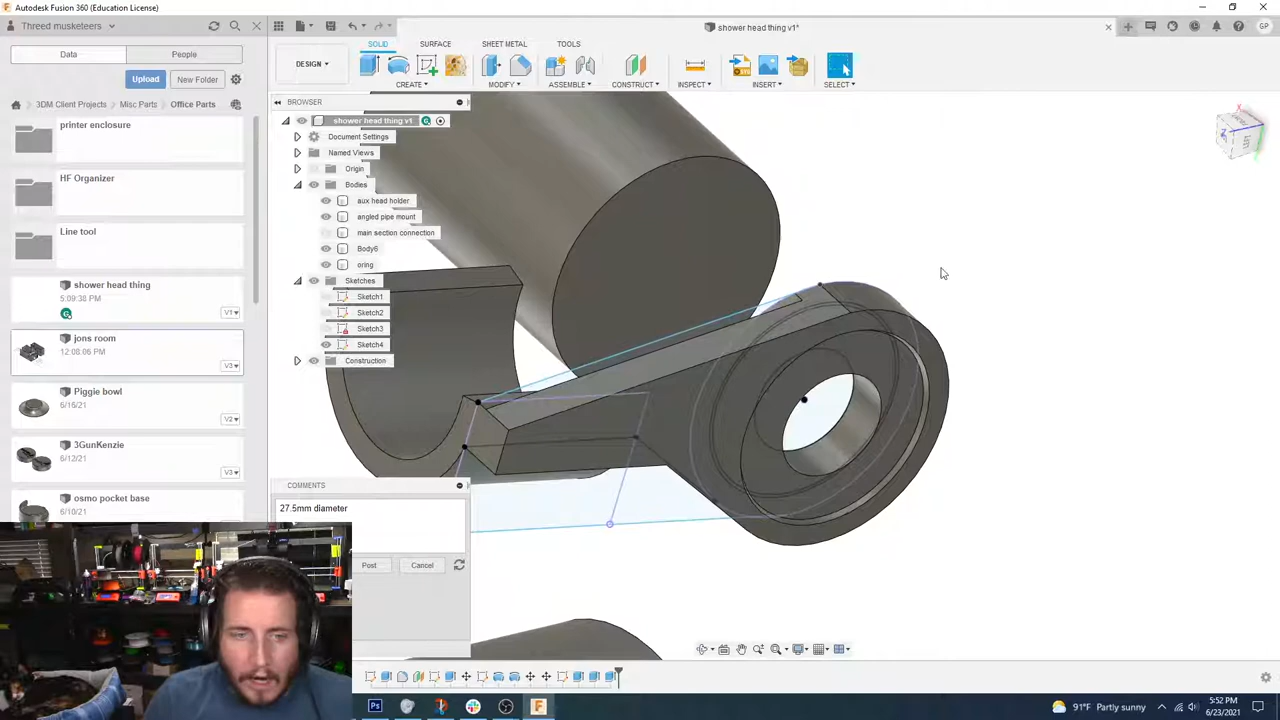 Autodesk Fusion 360 (Education License)
Threed musketeers
shower head thing v1*
GP
Data
People
Upload
New Folder
3DM Client Projects > Misc Parts > Office Parts
printer enclosure
HF Organizer
Line tool
shower head thing
5:09:38 PM
V1
jons room
12:08:06 PM
V3
Piggie bowl
6/16/21
V2
3GunKenzie
6/12/21
V3
osmo pocket base
6/10/21
DESIGN
SOLID
SURFACE
SHEET METAL
TOOLS
CREATE
MODIFY
ASSEMBLE
CONSTRUCT
INSPECT
INSERT
SELECT
BROWSER
shower head thing v1
Document Settings
Named Views
Origin
Bodies
aux head holder
angled pipe mount
main section connection
Body6
oring
Sketches
Sketch1
Sketch2
Sketch3
Sketch4
Construction
COMMENTS
27.5mm diameter
Post
Cancel
X
Z
91°F Partly sunny
5:52 PM
6/23/2021